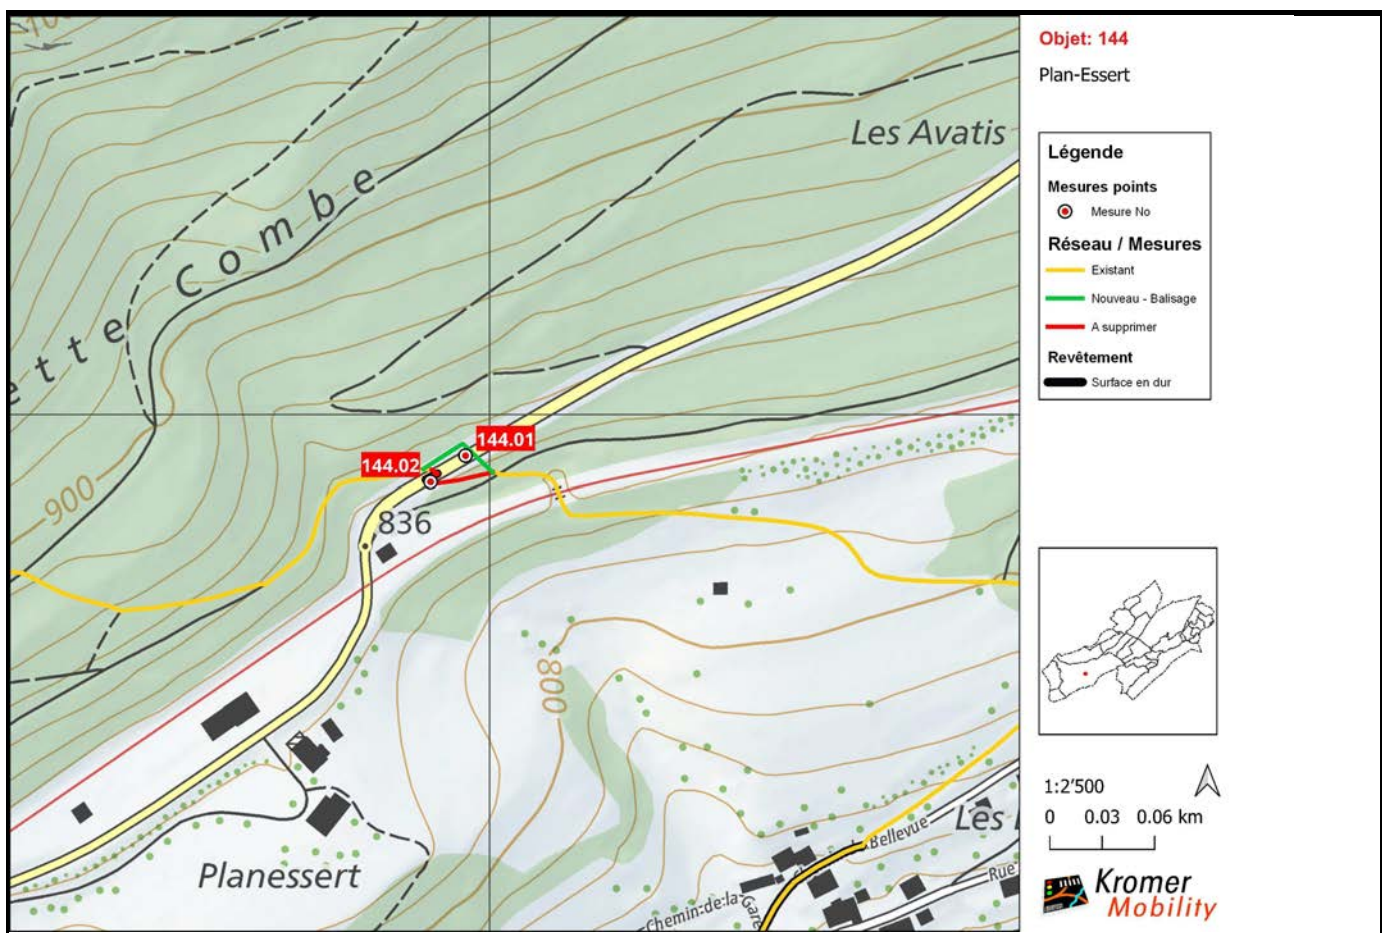 Objet: 144
Plan-Essert
Légende
Mesures points
Mesure No
Réseau / Mesures
Existant
Nouveau - Balisage
A supprimer
Revêtement
Surface en dur
1:2'500
0 0.03 0.06 km
Kromer
Mobility
Les Avatis
ette Combe
900
144.01
144.02
836
800
Planessert
Les
Bellevue
Chemin-de-la-Gare
Rue